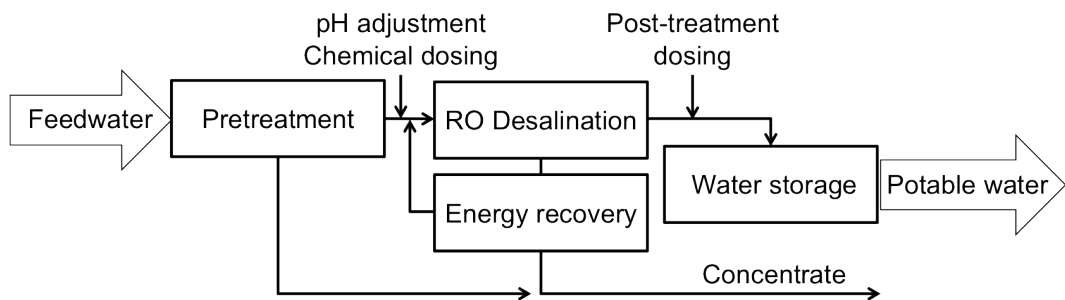 pH adjustment
Chemical dosing
Post-treatment
dosing
Feedwater
Pretreatment
RO Desalination
Energy recovery
Water storage
Potable water
Concentrate